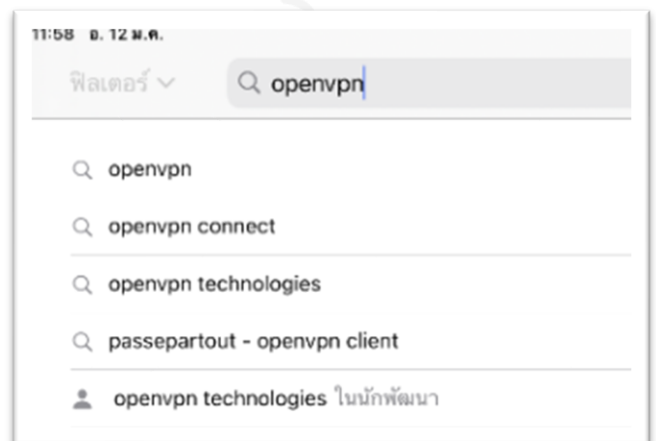 11:58 อ. 12 ม.ค.
ฟิลเตอร์
openvpn
openvpn
openvpn connect
openvpn technologies
passepartout - openvpn client
openvpn technologies ในนักพัฒนา